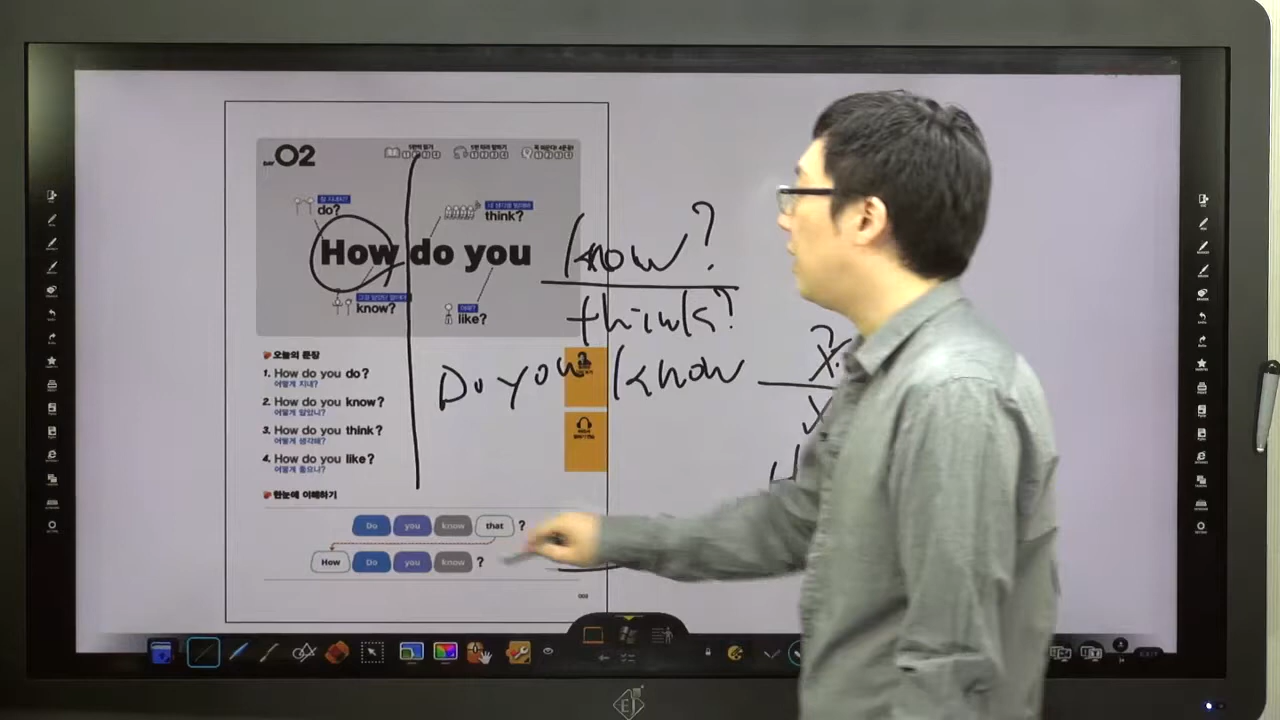 DAY 02
do?
think?
How do you
know?
know?
like?
think?
Do you know
오늘의 문장
1. How do you do?
어떻게 지내?
2. How do you know?
어떻게 알았니?
3. How do you think?
어떻게 생각해?
4. How do you like?
어떻게 좋으니?
한눈에 이해하기
Do you know that ?
How Do you know ?